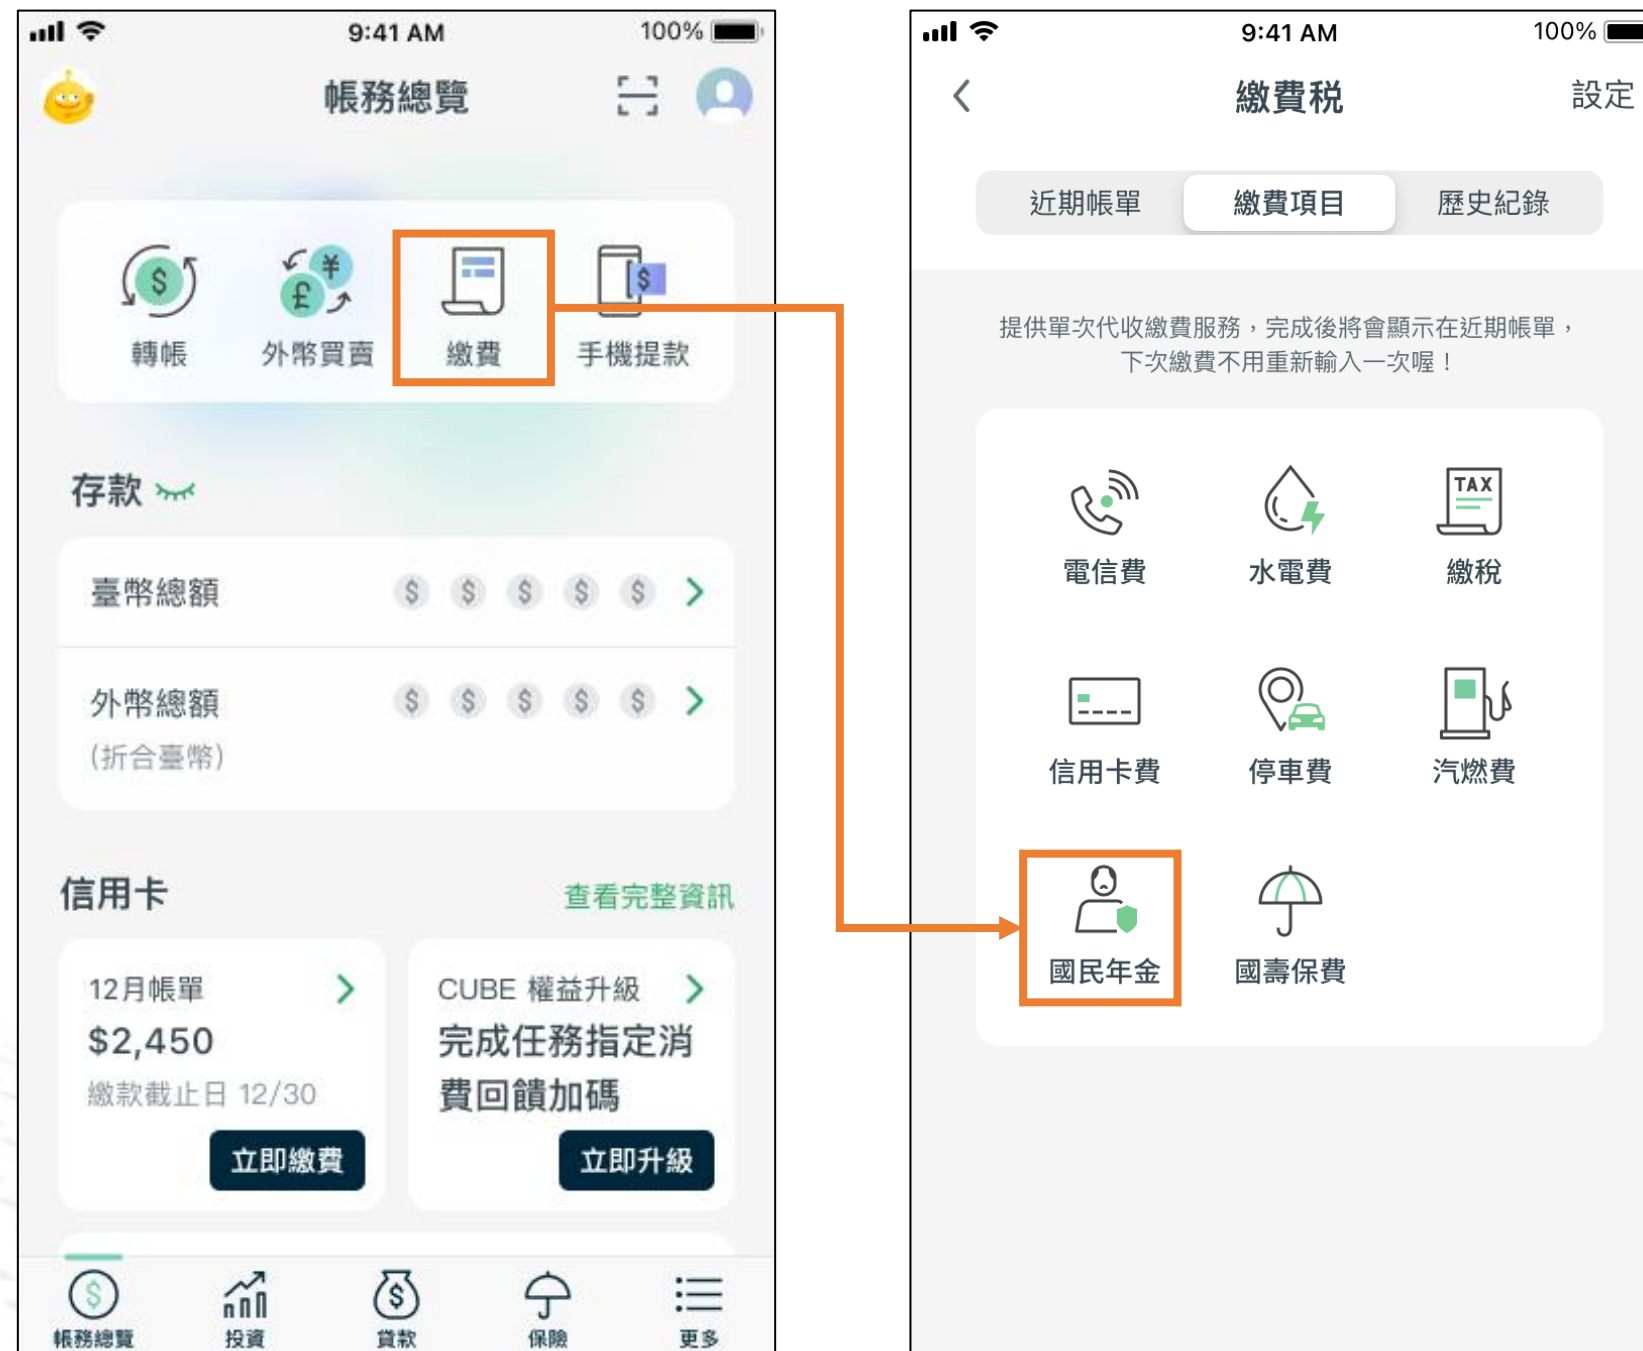 9:41 AM
100%
帳務總覽
轉帳
外幣買賣
繳費
手機提款
存款
臺幣總額
外幣總額
(折合臺幣)
信用卡
查看完整資訊
12月帳單
$2,450
繳款截止日 12/30
立即繳費
CUBE 權益升級
完成任務指定消
費回饋加碼
立即升級
帳務總覽
投資
貸款
保險
更多
9:41 AM
100%
繳費税
設定
近期帳單
繳費項目
歷史紀錄
提供單次代收繳費服務，完成後將會顯示在近期帳單，
下次繳費不用重新輸入一次喔！
電信費
水電費
TAX
繳稅
信用卡費
停車費
汽燃費
國民年金
國壽保費